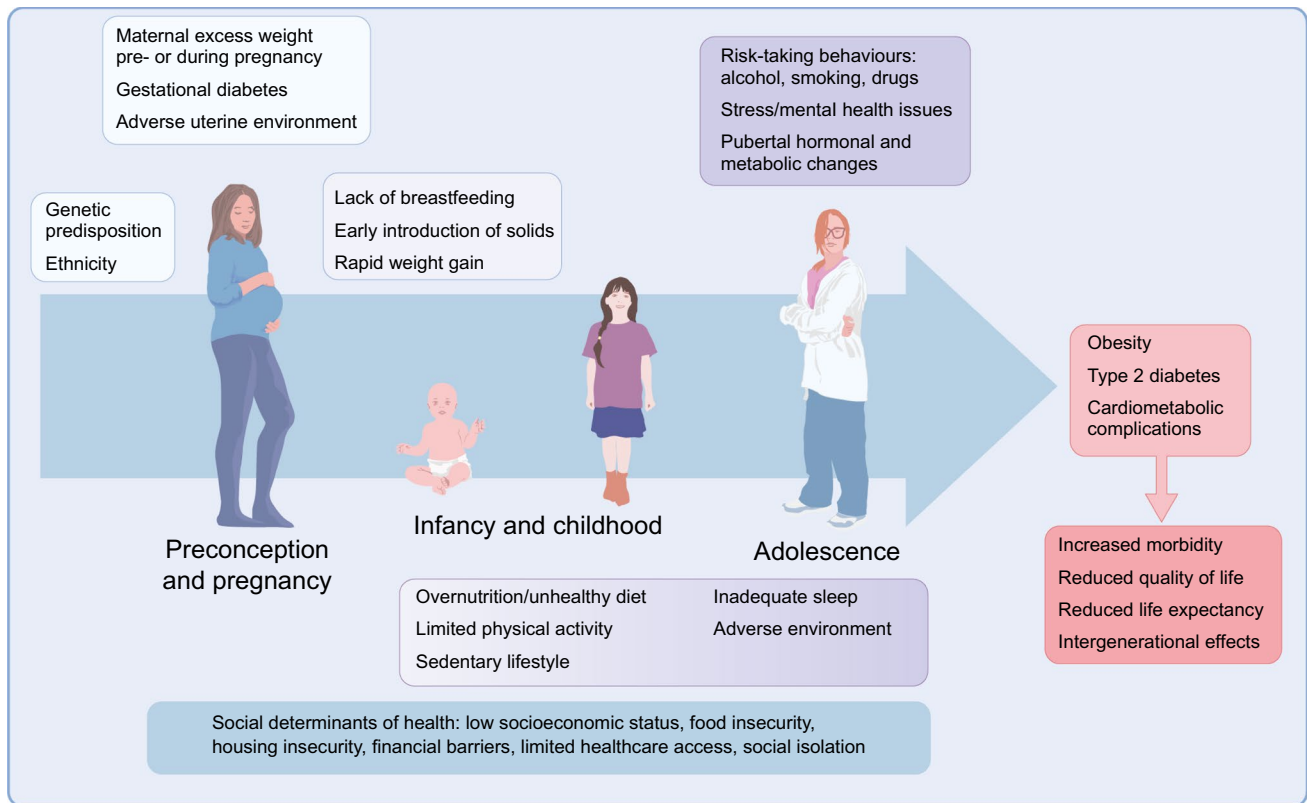 Maternal excess weight
pre- or during pregnancy
Gestational diabetes
Adverse uterine environment
Risk-taking behaviours:
alcohol, smoking, drugs
Stress/mental health issues
Pubertal hormonal and
metabolic changes
Genetic
predisposition
Ethnicity
Lack of breastfeeding
Early introduction of solids
Rapid weight gain
Obesity
Type 2 diabetes
Cardiometabolic
complications
Preconception
and pregnancy
Infancy and childhood
Adolescence
Increased morbidity
Reduced quality of life
Reduced life expectancy
Intergenerational effects
Overnutrition/unhealthy diet
Limited physical activity
Sedentary lifestyle
Inadequate sleep
Adverse environment
Social determinants of health: low socioeconomic status, food insecurity,
housing insecurity, financial barriers, limited healthcare access, social isolation